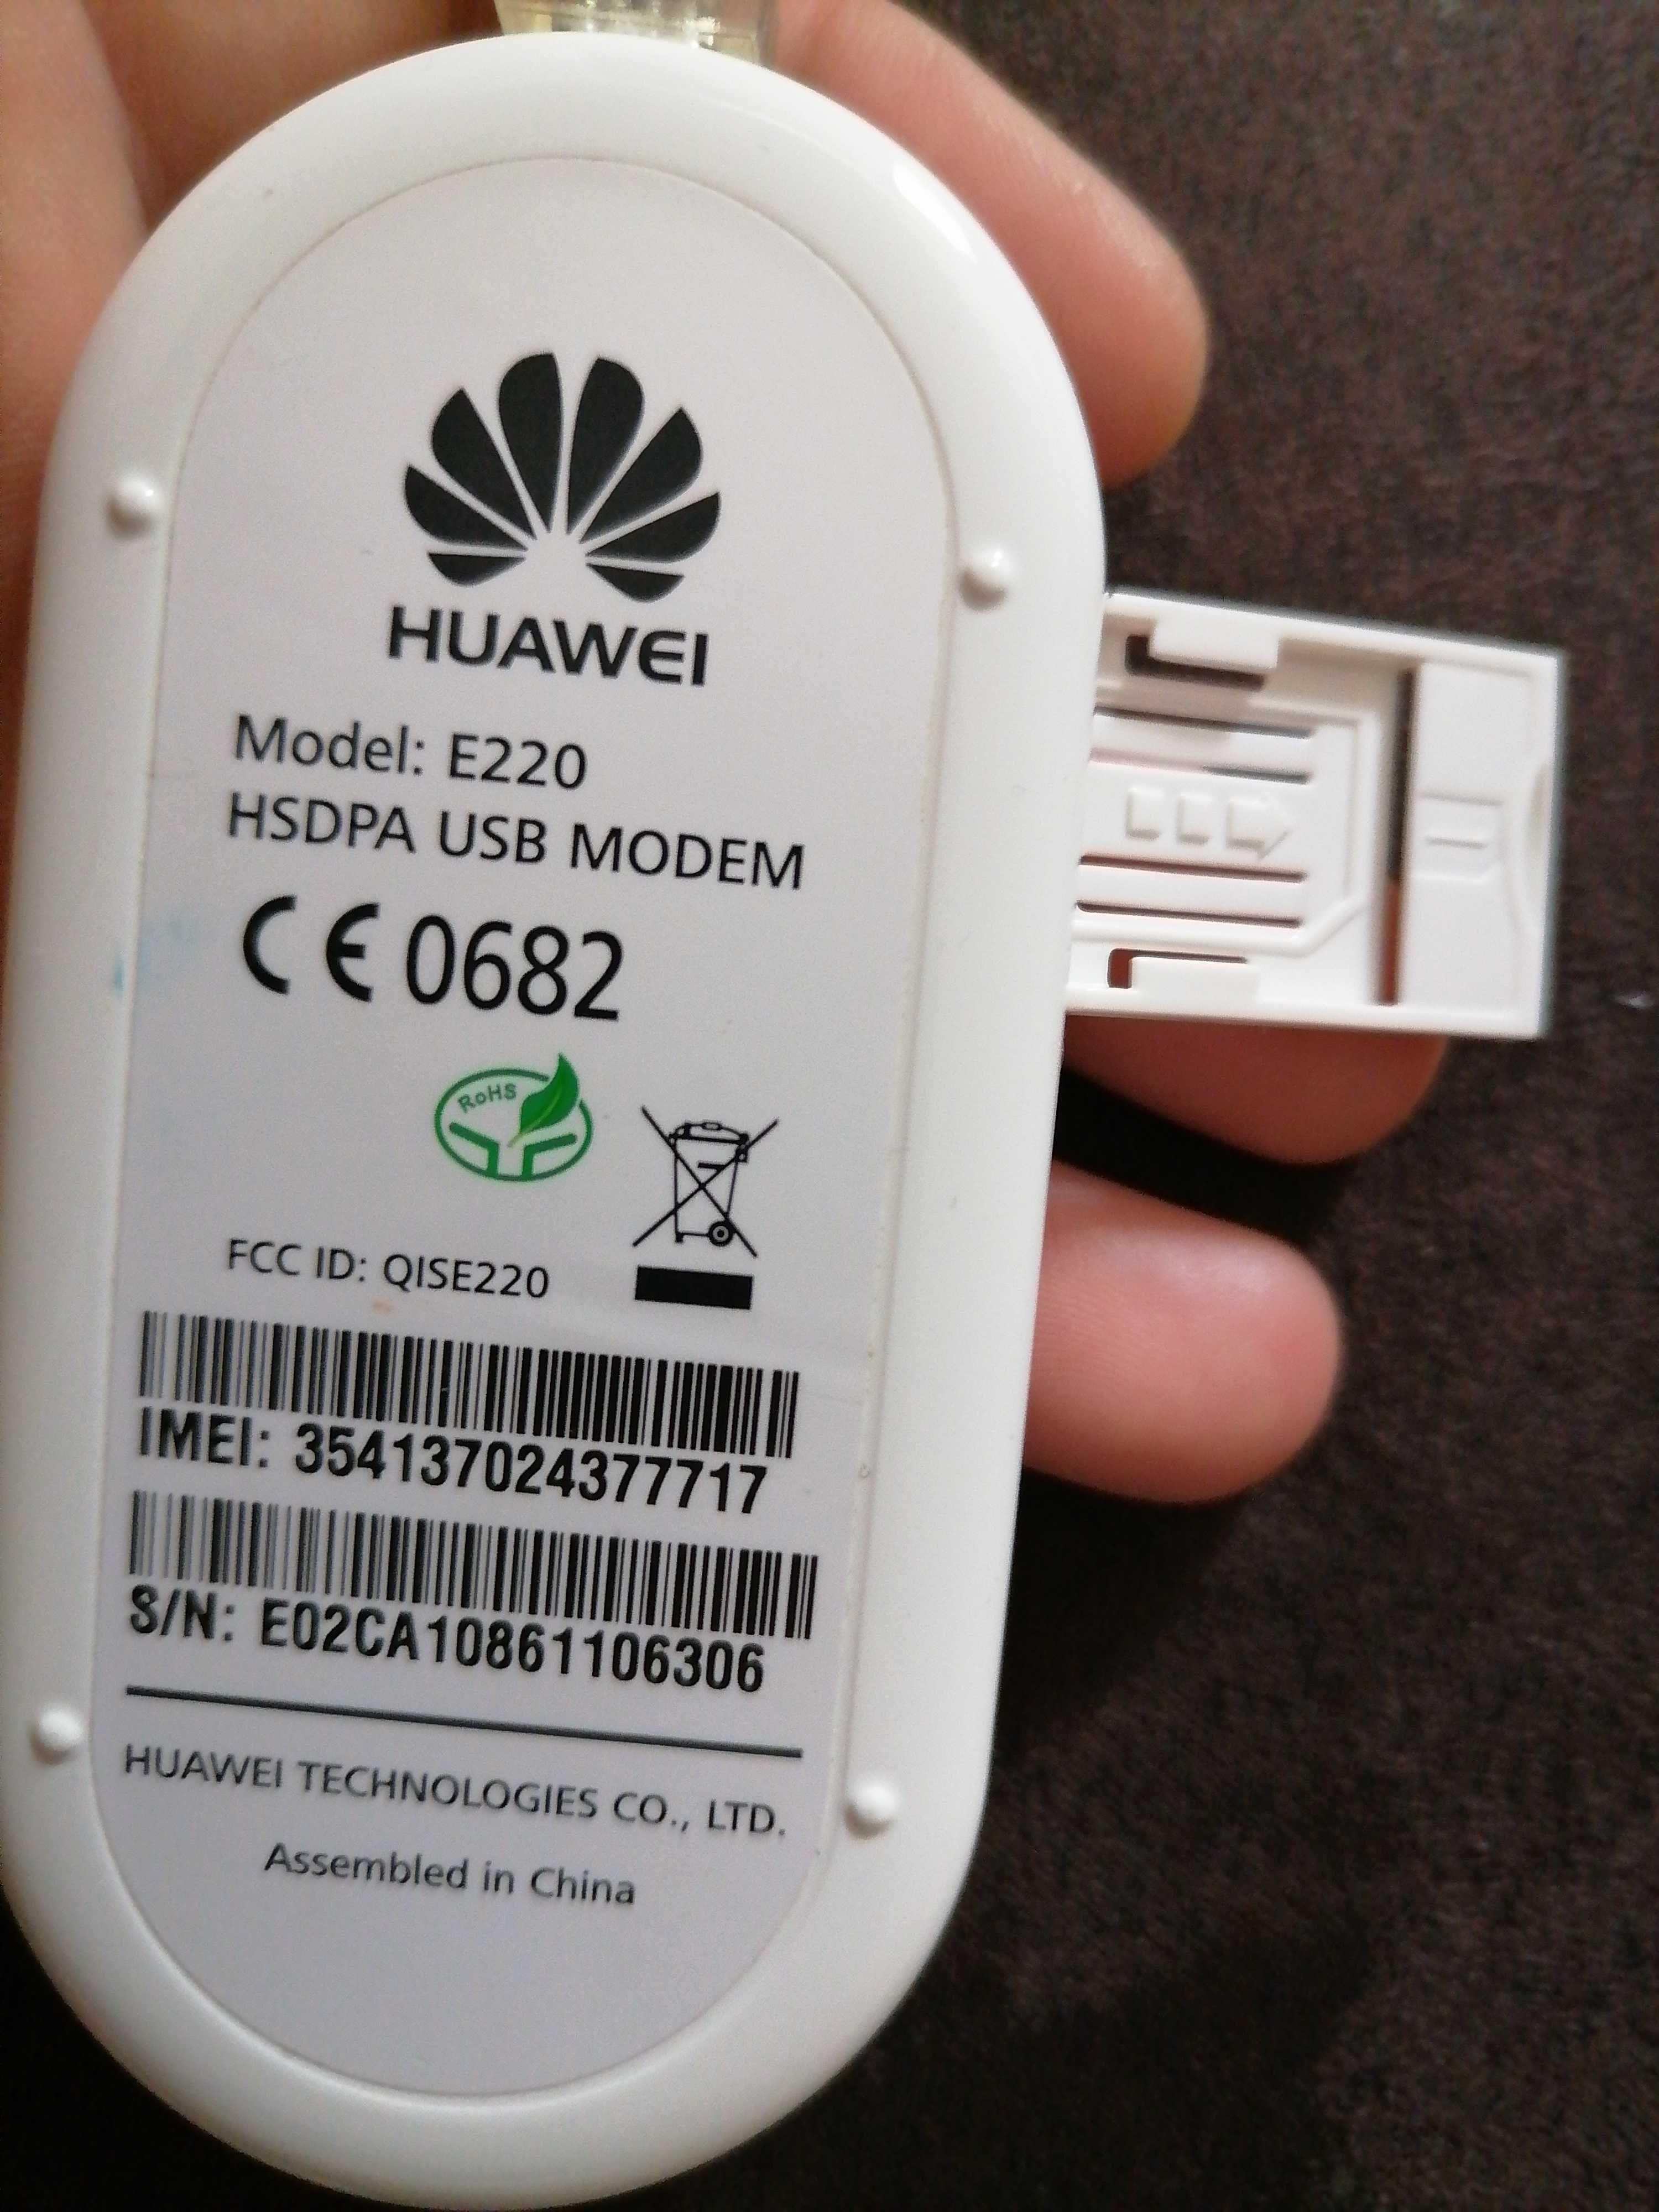 HUAWEI
Model: E220
HSDPA USB MODEM
CE 0682
RoHS
FCC ID: QISE220
IMEI: 354137024377717
S/N: E02CA10861106306
HUAWEI TECHNOLOGIES CO., LTD.
Assembled in China